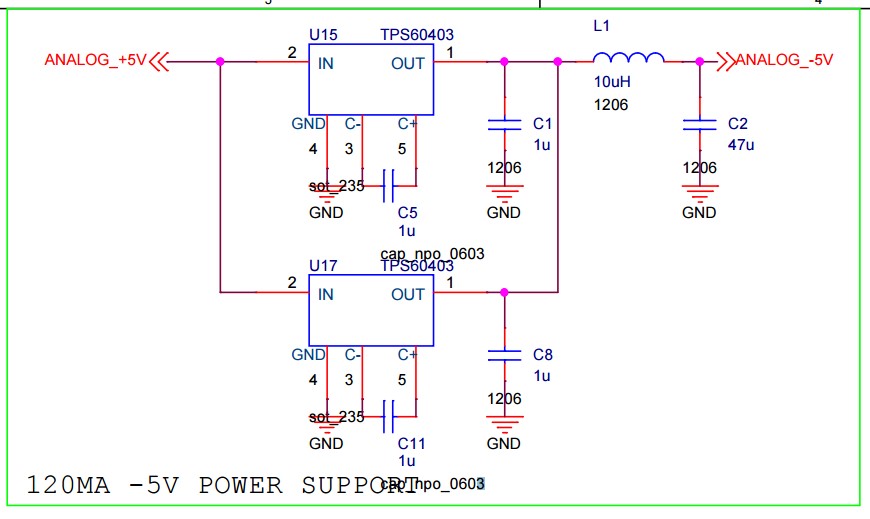 U15 TPS60403
L1
ANALOG_+5V 2 IN OUT 1 ANALOG_-5V
10uH
1206
GND C- C+ C1 C2
4 3 5 1u 47u
1206 1206
sot_235
GND C5 GND GND
1u
cap_npo_0603
U17 TPS60403
2 IN OUT 1
GND C- C+ C8
4 3 5 1u
1206
sot_235
GND C11 GND
1u
120MA -5V POWER SUPPORT cap_npo_0603